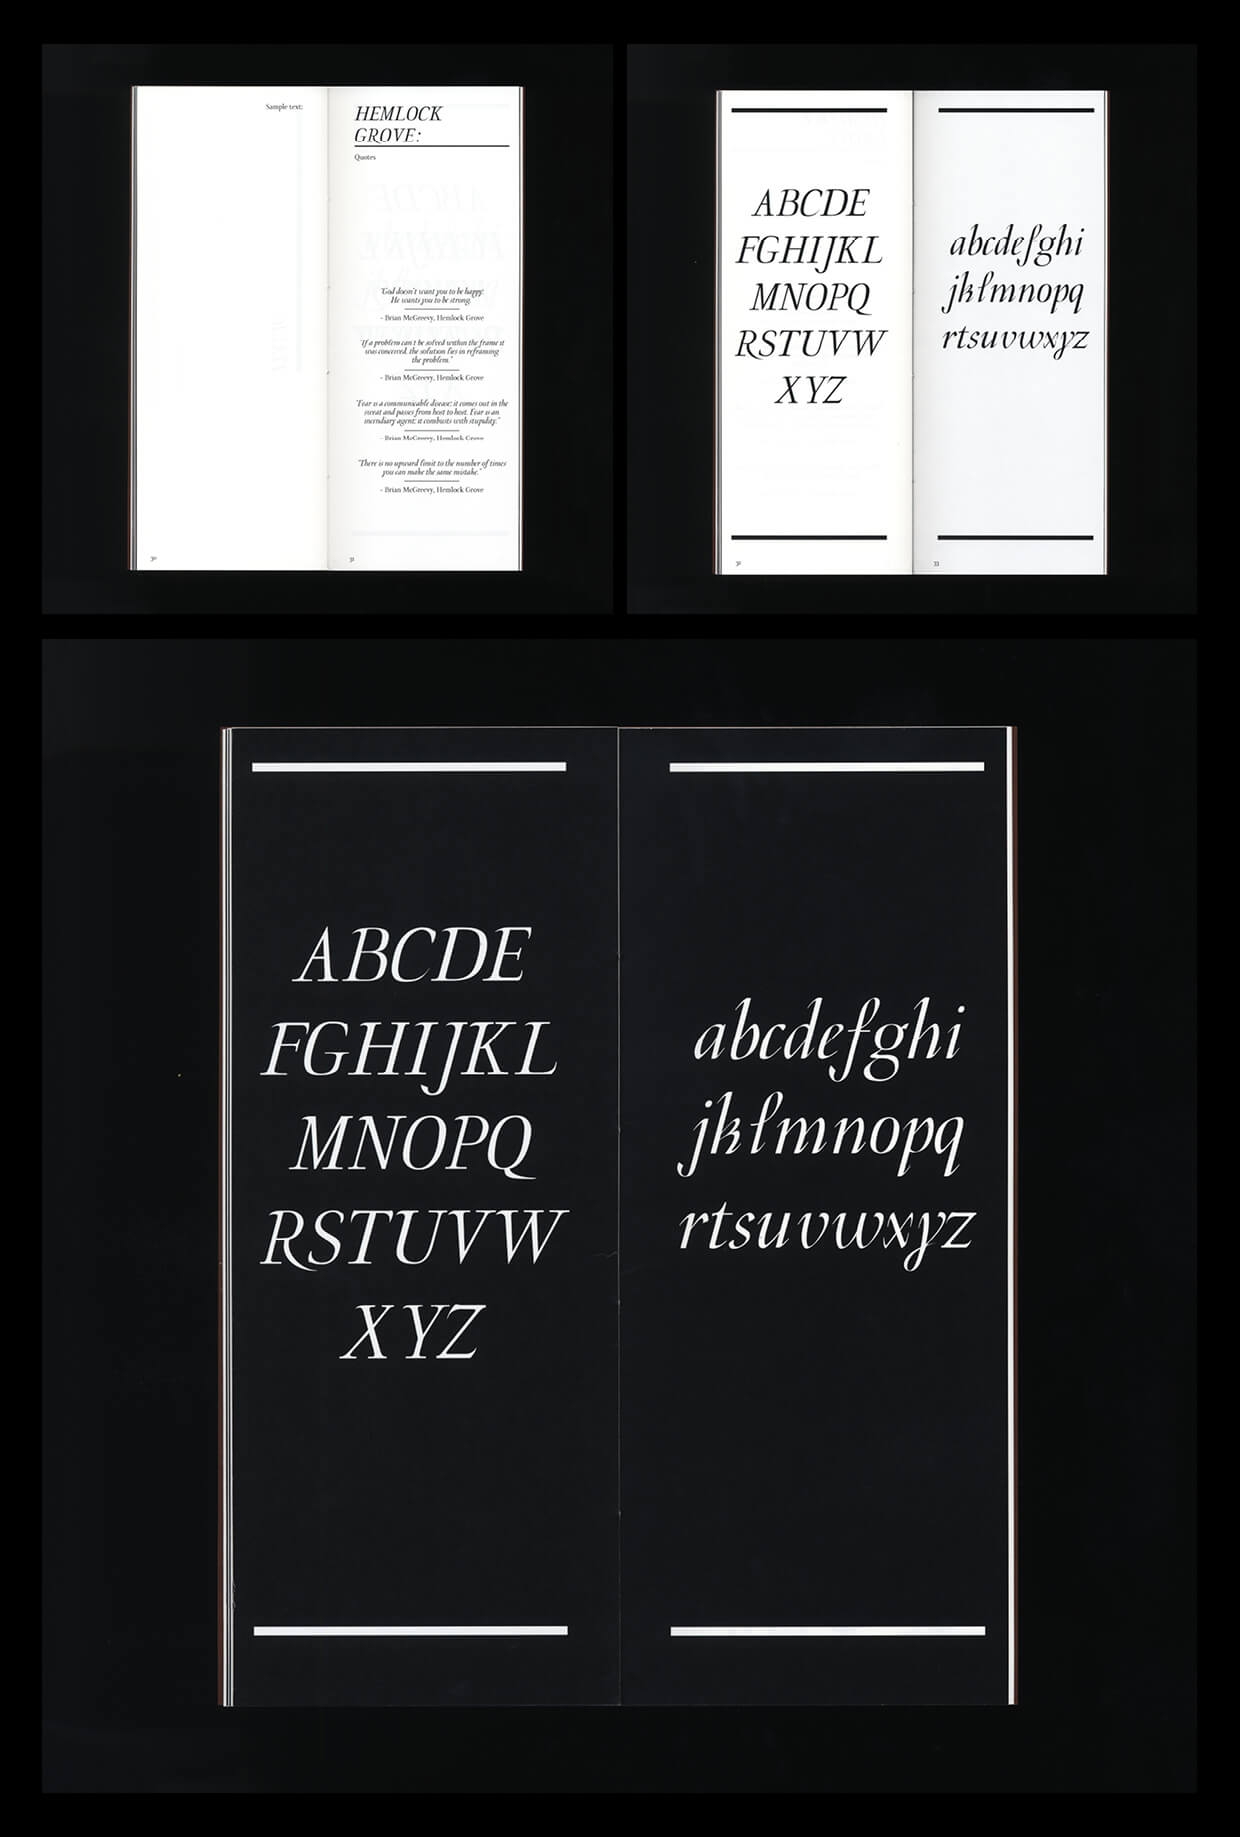 Sample text:
HEMLOCK
GROVE:
Quotes
"God doesn't want you to be happy.
He wants you to be strong."
– Brian McGreevy, Hemlock Grove
"If a problem can't be solved within the frame it
was conceived, the solution lies in reframing
the problem."
– Brian McGreevy, Hemlock Grove
"Fear is a communicable disease; it comes out in the
sweat and passes from host to host. Fear is an
incendiary agent; it combusts with stupidity."
– Brian McGreevy, Hemlock Grove
"There is no upward limit to the number of times
you can make the same mistake."
– Brian McGreevy, Hemlock Grove
30
31
ABCDE
FGHIJKL
MNOPQ
RSTUVW
XYZ
32
abcdefghi
jklmnopq
rtsuvwxyz
33
ABCDE
FGHIJKL
MNOPQ
RSTUVW
XYZ
abcdefghi
jklmnopq
rtsuvwxyz